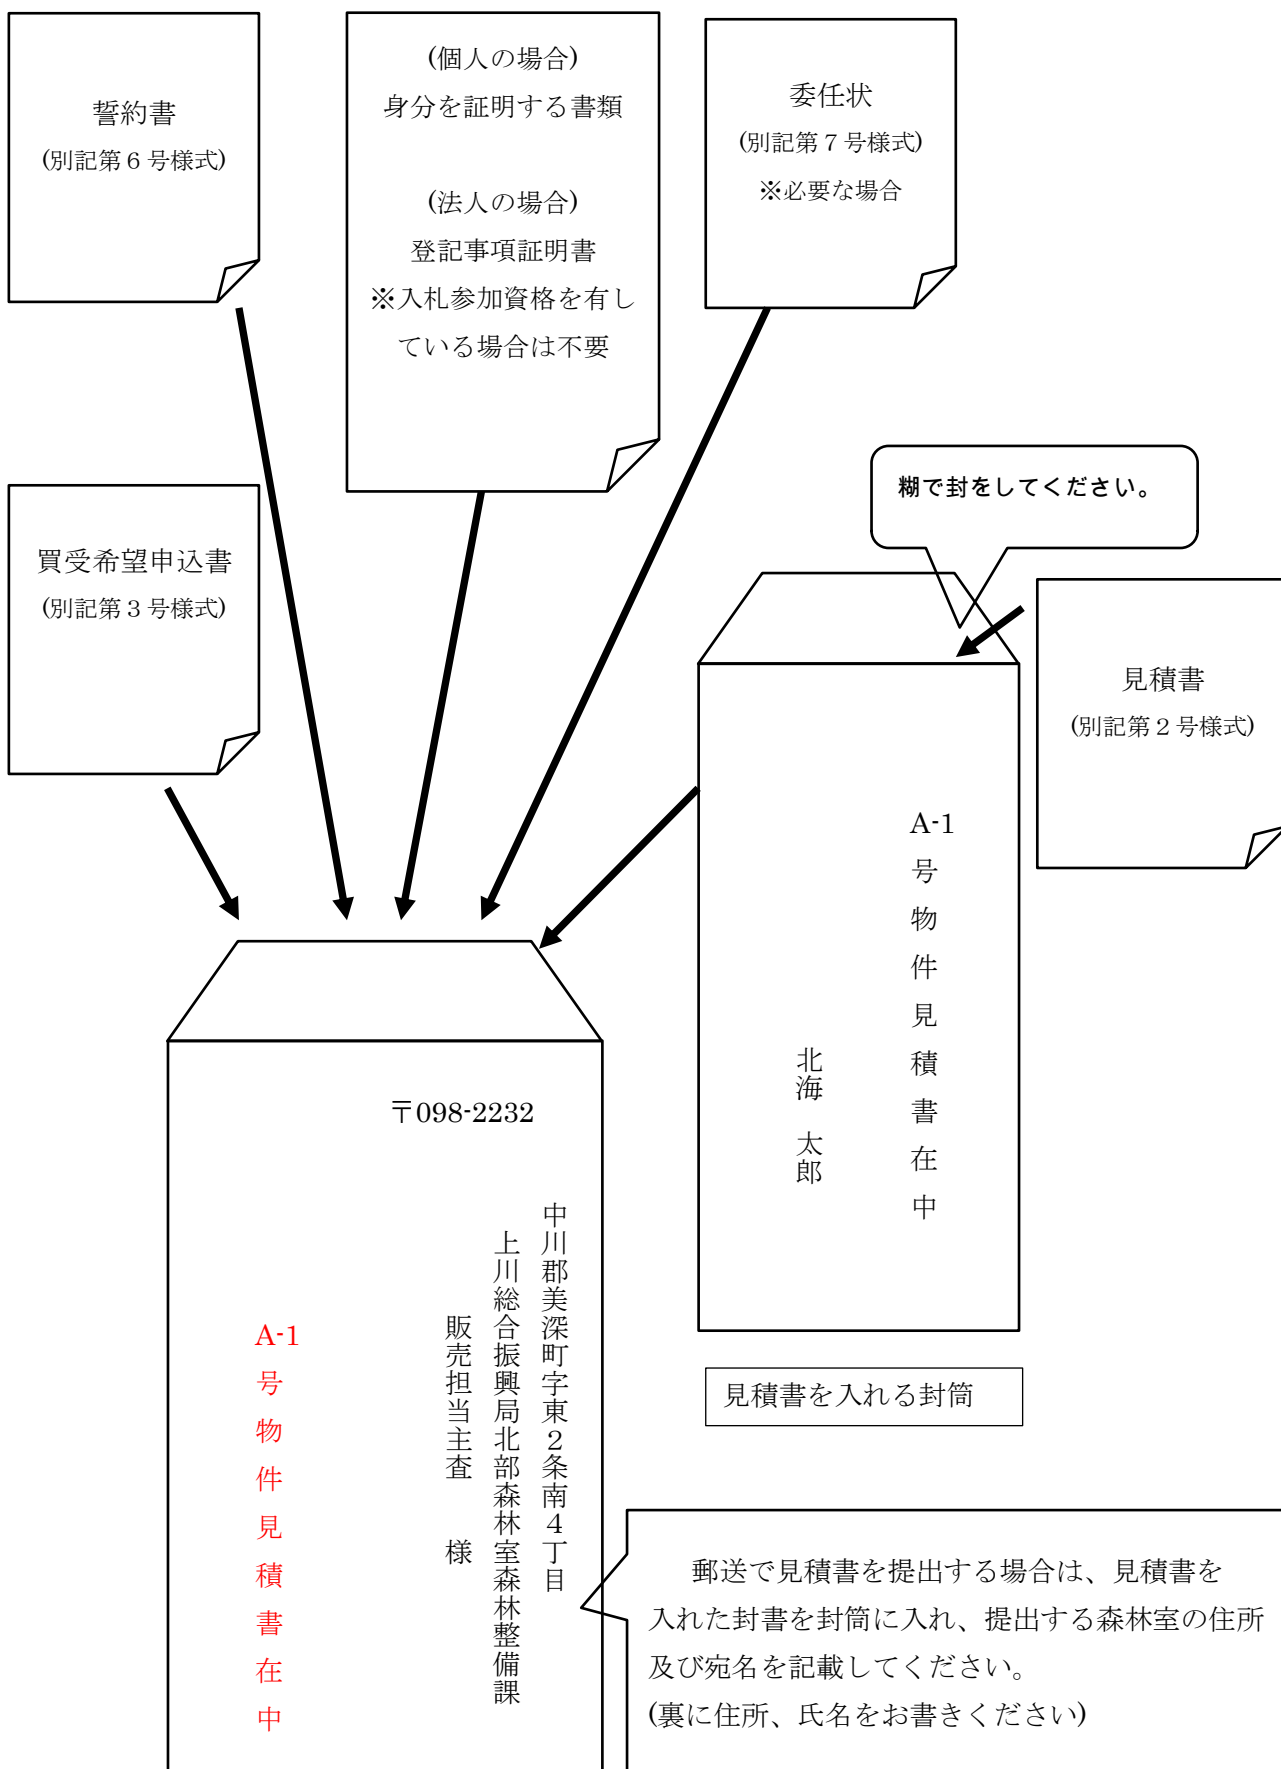 誓約書
(別記第６号様式)
(個人の場合)
身分を証明する書類
(法人の場合)
登記事項証明書
※入札参加資格を有し
ている場合は不要
委任状
(別記第７号様式)
※必要な場合
買受希望申込書
(別記第３号様式)
糊で封をしてください。
見積書
(別記第２号様式)
A-1号物件見積書在中
北海　太郎
見積書を入れる封筒
〒098-2232
中川郡美深町字東２条南４丁目
上川総合振興局北部森林室森林整備課
販売担当主査　　様
A-1号物件見積書在中
郵送で見積書を提出する場合は、見積書を
入れた封書を封筒に入れ、提出する森林室の住所
及び宛名を記載してください。
(裏に住所、氏名をお書きください)